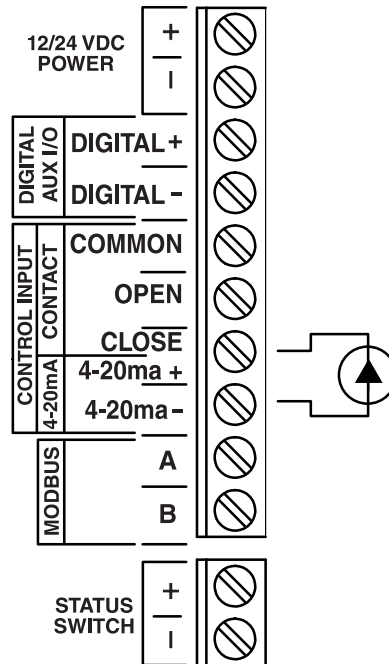 12/24 VDC
POWER
+
–
DIGITAL
AUX I/O
DIGITAL+
DIGITAL -
CONTROL INPUT
CONTACT
COMMON
OPEN
CLOSE
4-20mA
4-20ma +
4-20ma -
MODBUS
A
B
STATUS
SWITCH
+
–